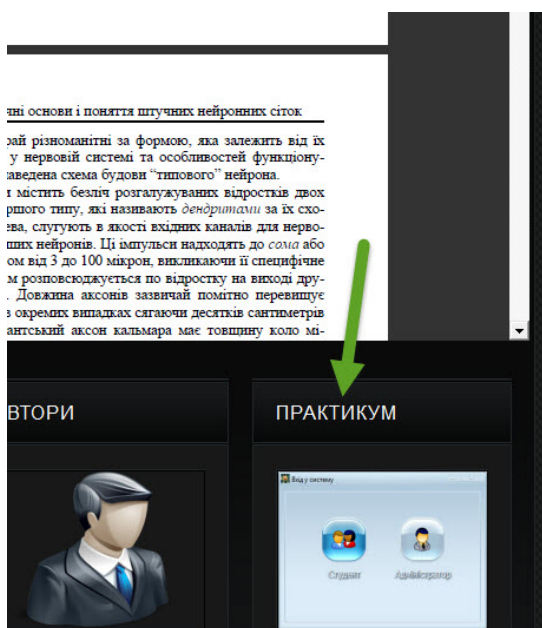 чні основи і поняття штучних нейронних сіток
рай різноманітні за формою, яка залежить від їх
у нервовій системі та особливостей функціону-
наведена схема будови “типового” нейрона.
містить безліч розгалужуваних відростків двох
ршого типу, які називають дендритами за їх схо-
ева, слугують в якості вхідних каналів для нерво-
нших нейронів. Ці імпульси надходять до сома або
ом від 3 до 100 мікрон, викликаючи її специфічне
м розповсюджується по відростку на виході дру-
. Довжина аксонів зазвичай помітно перевищує
в окремих випадках сягаючи десятків сантиметрів
антський аксон кальмара має товщину коло мі-
ВТОРИ
ПРАКТИКУМ
Вхід у систему
Студент
Адміністратор